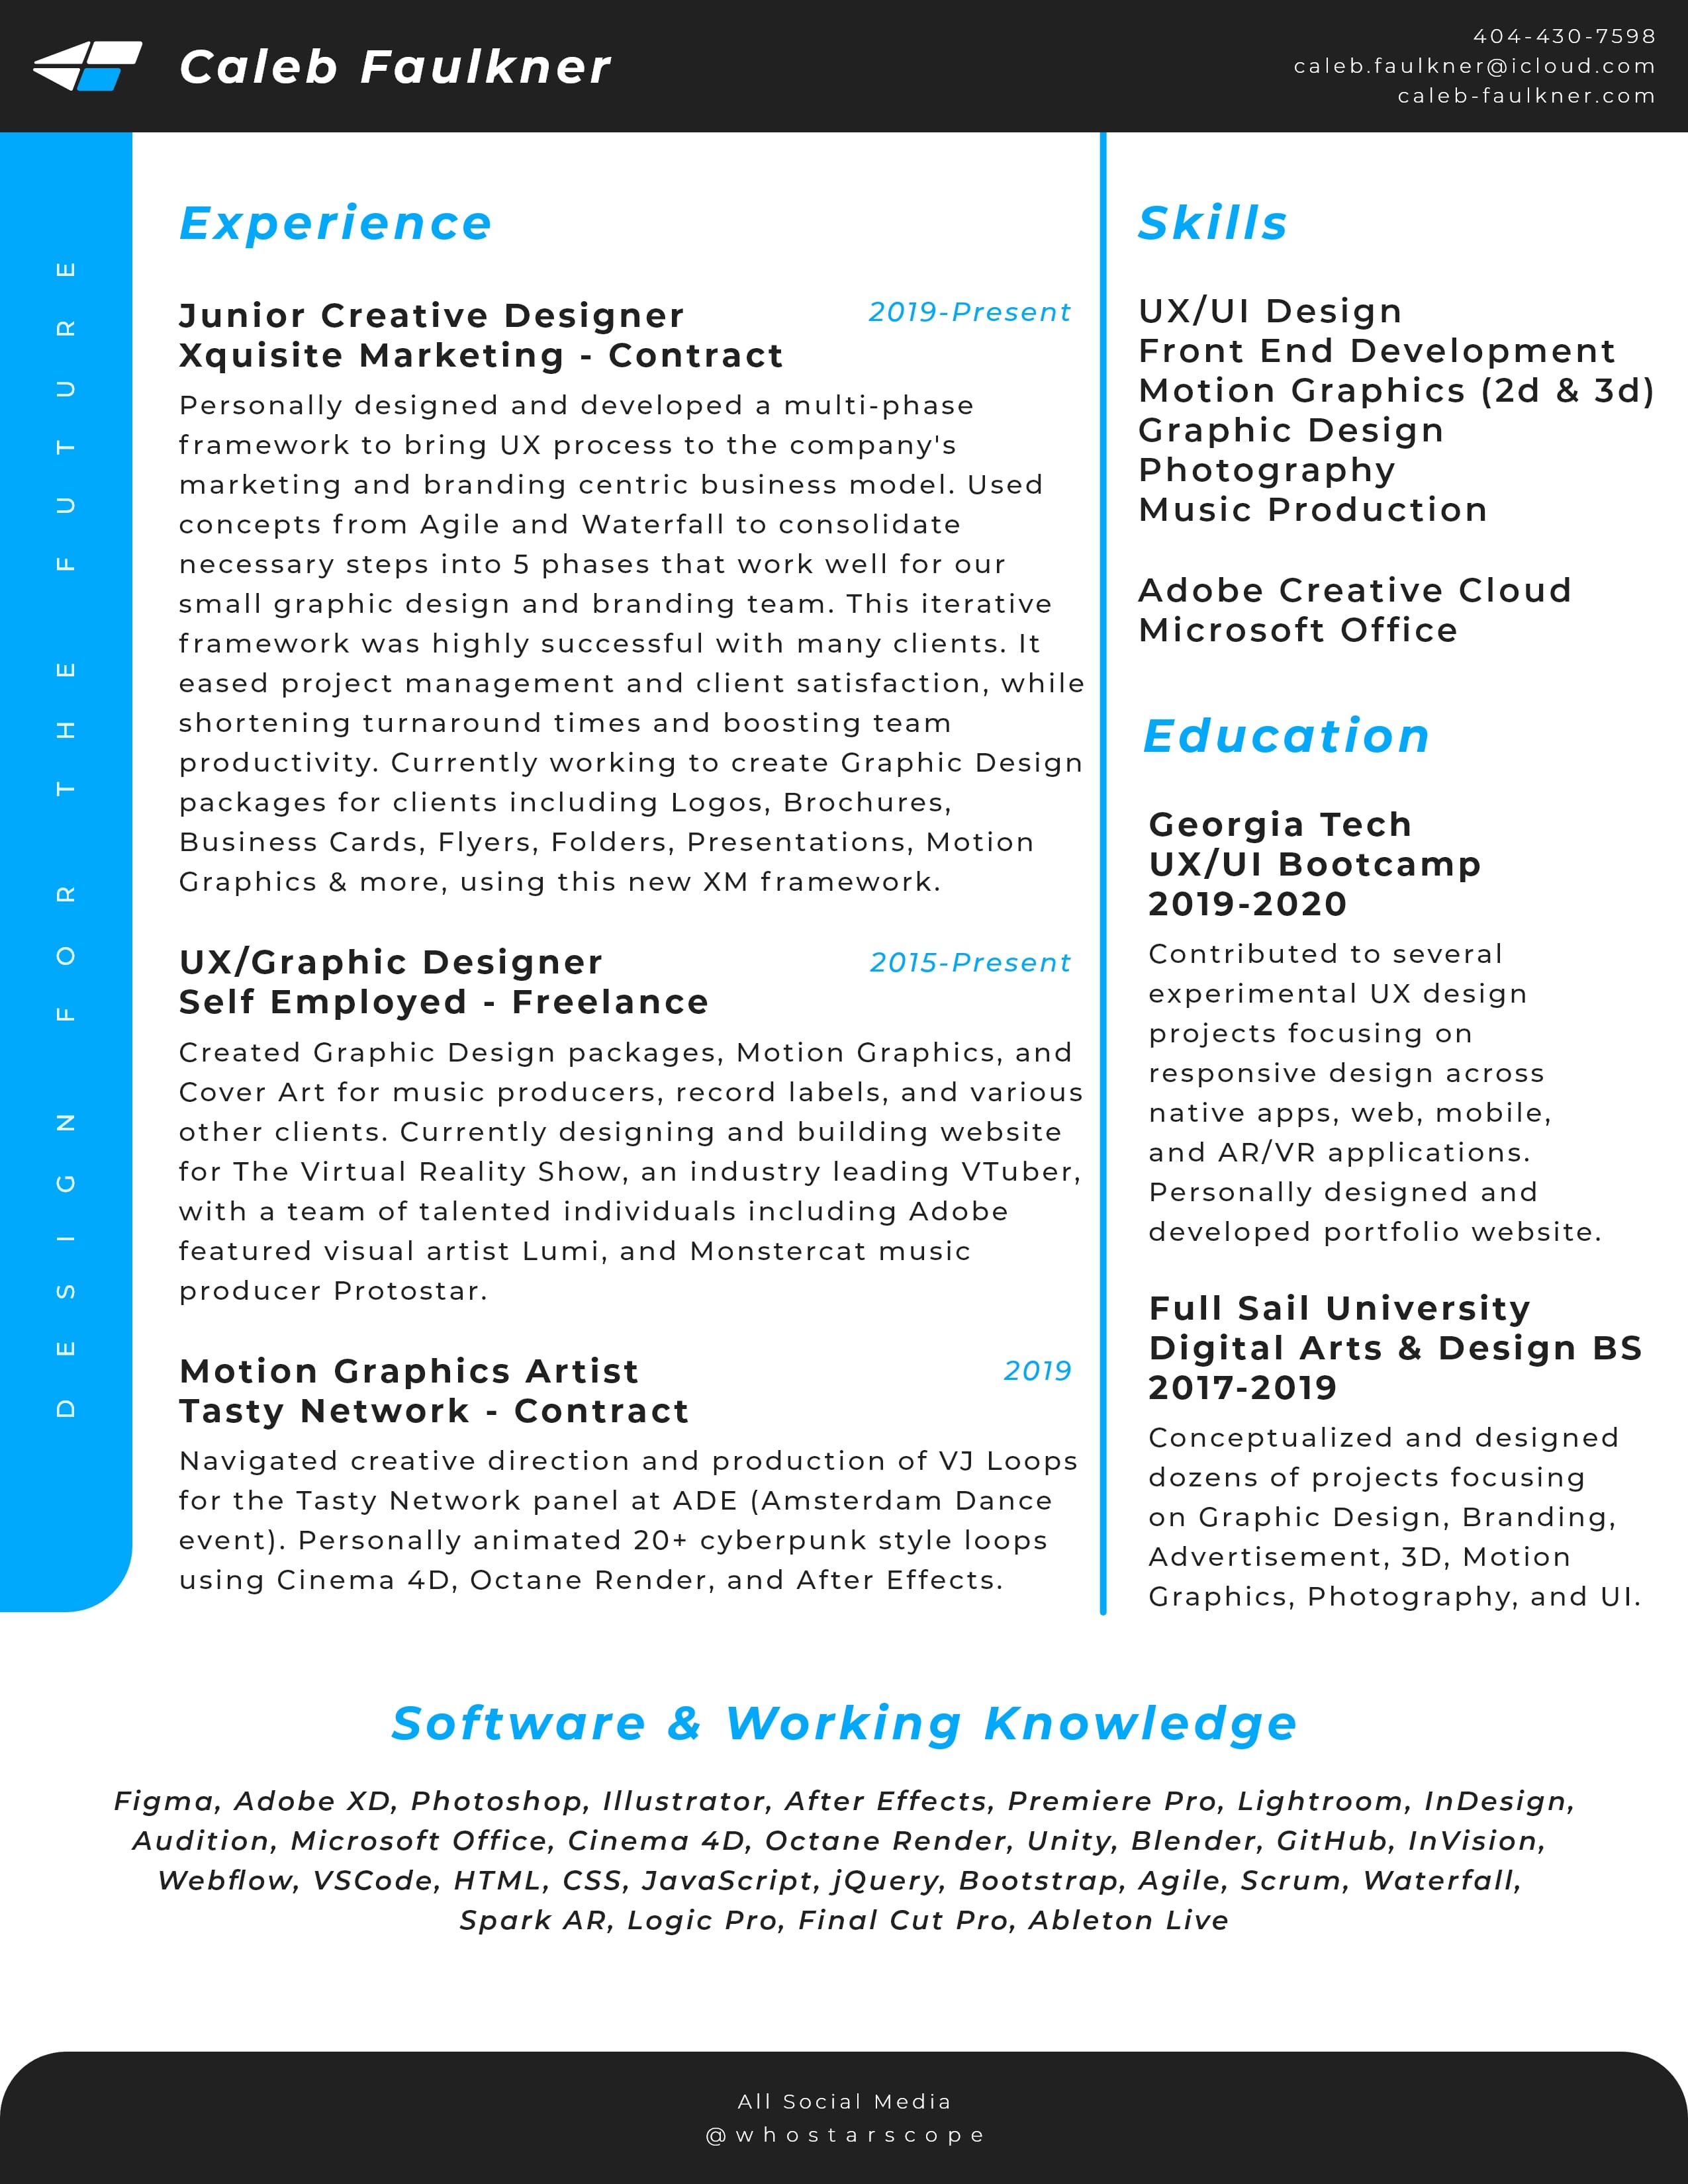 Caleb Faulkner
404-430-7598
caleb.faulkner@icloud.com
caleb-faulkner.com
DESIGN FOR THE FUTURE
Experience
Junior Creative Designer
2019-Present
Xquisite Marketing - Contract
Personally designed and developed a multi-phase
framework to bring UX process to the company's
marketing and branding centric business model. Used
concepts from Agile and Waterfall to consolidate
necessary steps into 5 phases that work well for our
small graphic design and branding team. This iterative
framework was highly successful with many clients. It
eased project management and client satisfaction, while
shortening turnaround times and boosting team
productivity. Currently working to create Graphic Design
packages for clients including Logos, Brochures,
Business Cards, Flyers, Folders, Presentations, Motion
Graphics & more, using this new XM framework.
UX/Graphic Designer
2015-Present
Self Employed - Freelance
Created Graphic Design packages, Motion Graphics, and
Cover Art for music producers, record labels, and various
other clients. Currently designing and building website
for The Virtual Reality Show, an industry leading VTuber,
with a team of talented individuals including Adobe
featured visual artist Lumi, and Monstercat music
producer Protostar.
Motion Graphics Artist
2019
Tasty Network - Contract
Navigated creative direction and production of VJ Loops
for the Tasty Network panel at ADE (Amsterdam Dance
event). Personally animated 20+ cyberpunk style loops
using Cinema 4D, Octane Render, and After Effects.
Skills
UX/UI Design
Front End Development
Motion Graphics (2d & 3d)
Graphic Design
Photography
Music Production
Adobe Creative Cloud
Microsoft Office
Education
Georgia Tech
UX/UI Bootcamp
2019-2020
Contributed to several
experimental UX design
projects focusing on
responsive design across
native apps, web, mobile,
and AR/VR applications.
Personally designed and
developed portfolio website.
Full Sail University
Digital Arts & Design BS
2017-2019
Conceptualized and designed
dozens of projects focusing
on Graphic Design, Branding,
Advertisement, 3D, Motion
Graphics, Photography, and UI.
Software & Working Knowledge
Figma, Adobe XD, Photoshop, Illustrator, After Effects, Premiere Pro, Lightroom, InDesign,
Audition, Microsoft Office, Cinema 4D, Octane Render, Unity, Blender, GitHub, InVision,
Webflow, VSCode, HTML, CSS, JavaScript, jQuery, Bootstrap, Agile, Scrum, Waterfall,
Spark AR, Logic Pro, Final Cut Pro, Ableton Live
All Social Media
@whostarscope